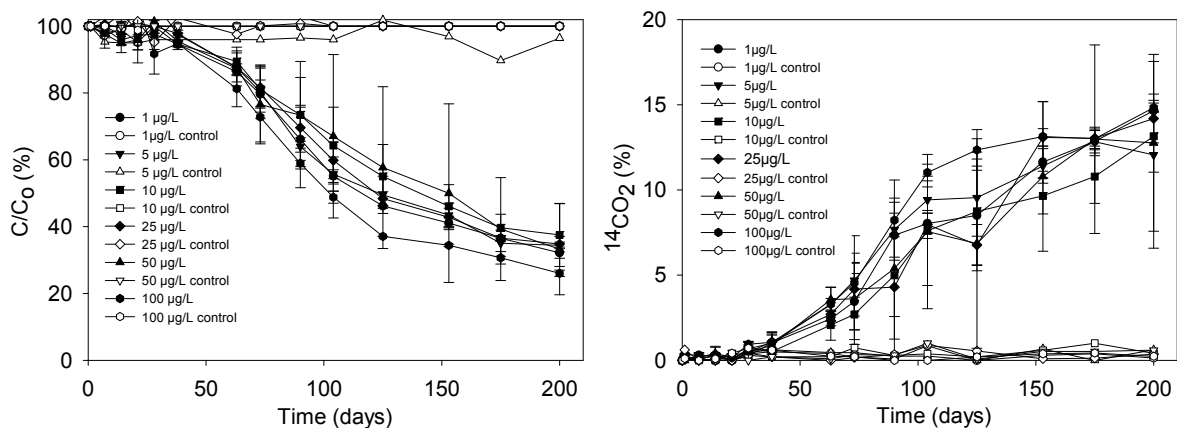 100
80
60
40
20
0
C/Co (%)
1 µg/L
1µg/L control
5 µg/L
5 µg/L control
10 µg/L
10 µg/L control
25 µg/L
25 µg/L control
50 µg/L
50 µg/L control
100 µg/L
100 µg/L control
0 50 100 150 200
Time (days)
20
15
10
5
0
14CO2 (%)
1µg/L
1µg/L control
5µg/L
5µg/L control
10µg/L
10µg/L control
25µg/L
25µg/L control
50µg/L
50µg/L control
100µg/L
100µg/L control
0 50 100 150 200
Time (days)